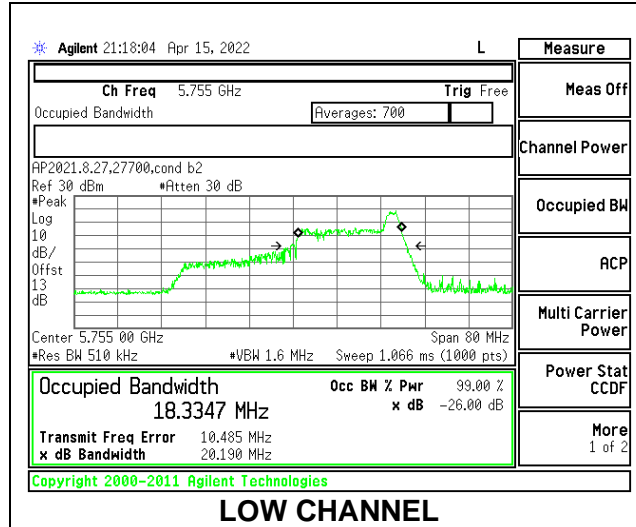 Agilent 21:18:04 Apr 15, 2022 L Measure
Ch Freq 5.755 GHz Trig Free
Meas Off
Occupied Bandwidth Averages: 700
Channel Power
AP2021.8.27,27700,cond b2
Ref 30 dBm #Atten 30 dB
#Peak
Log
10
dB/
Offst
13
dB
Occupied BW
ACP
Center 5.755 00 GHz Span 80 MHz
#Res BW 510 kHz #VBW 1.6 MHz Sweep 1.066 ms (1000 pts)
Multi Carrier
Power
Occupied Bandwidth Occ BW % Pwr 99.00 %
18.3347 MHz x dB -26.00 dB
Power Stat
CCDF
Transmit Freq Error 10.485 MHz
x dB Bandwidth 20.190 MHz
More
1 of 2
Copyright 2000-2011 Agilent Technologies
LOW CHANNEL